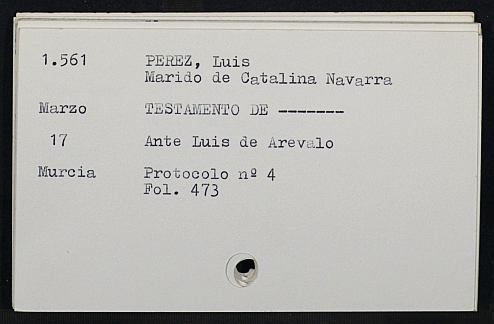 1.561 PEREZ, Luis
Marido de Catalina Navarra
Marzo TESTAMENTO DE -------
17 Ante Luis de Arevalo
Murcia Protocolo nº 4
Fol. 473